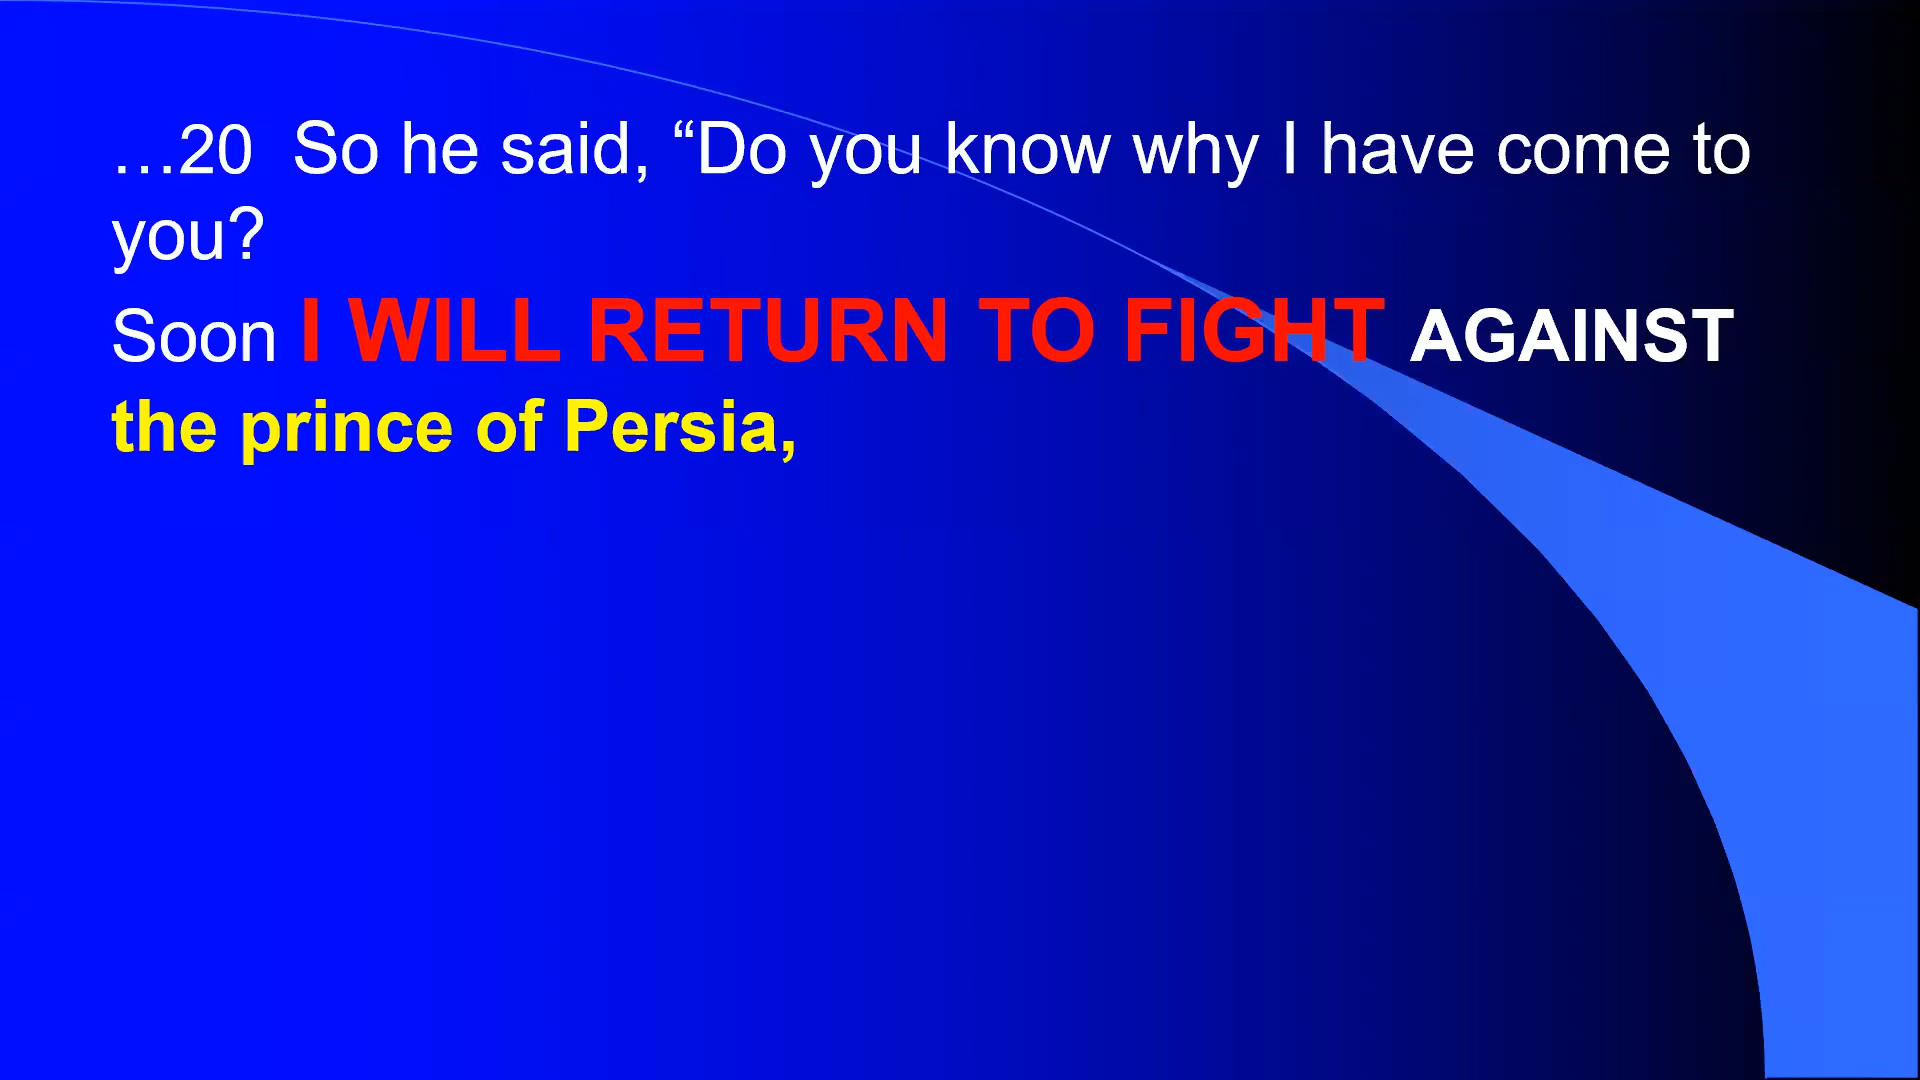 …20  So he said, “Do you know why I have come to
you?
Soon I WILL RETURN TO FIGHT AGAINST
the prince of Persia,